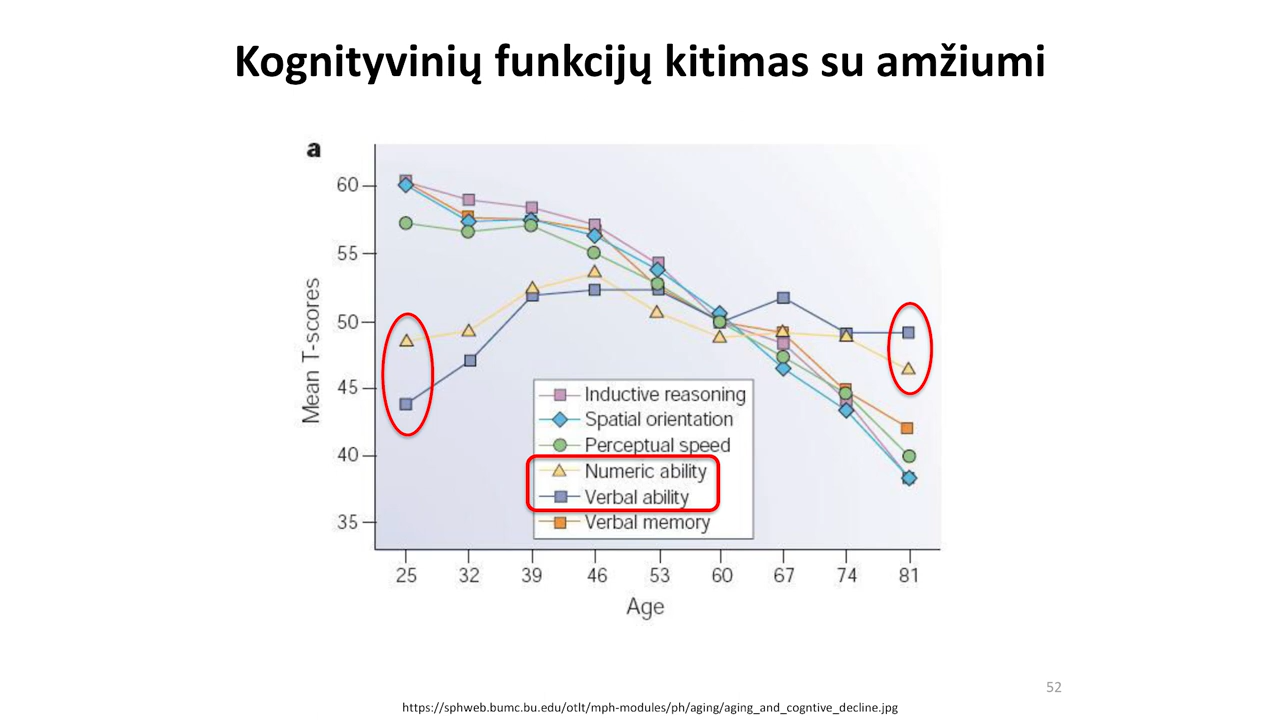 Kognityvinių funkcijų kitimas su amžiumi
a
60
55
50
45
40
35
Mean T-scores
Inductive reasoning
Spatial orientation
Perceptual speed
Numeric ability
Verbal ability
Verbal memory
25 32 39 46 53 60 67 74 81
Age
52
https://sphweb.bumc.bu.edu/otlt/mph-modules/ph/aging/aging_and_cogntive_decline.jpg